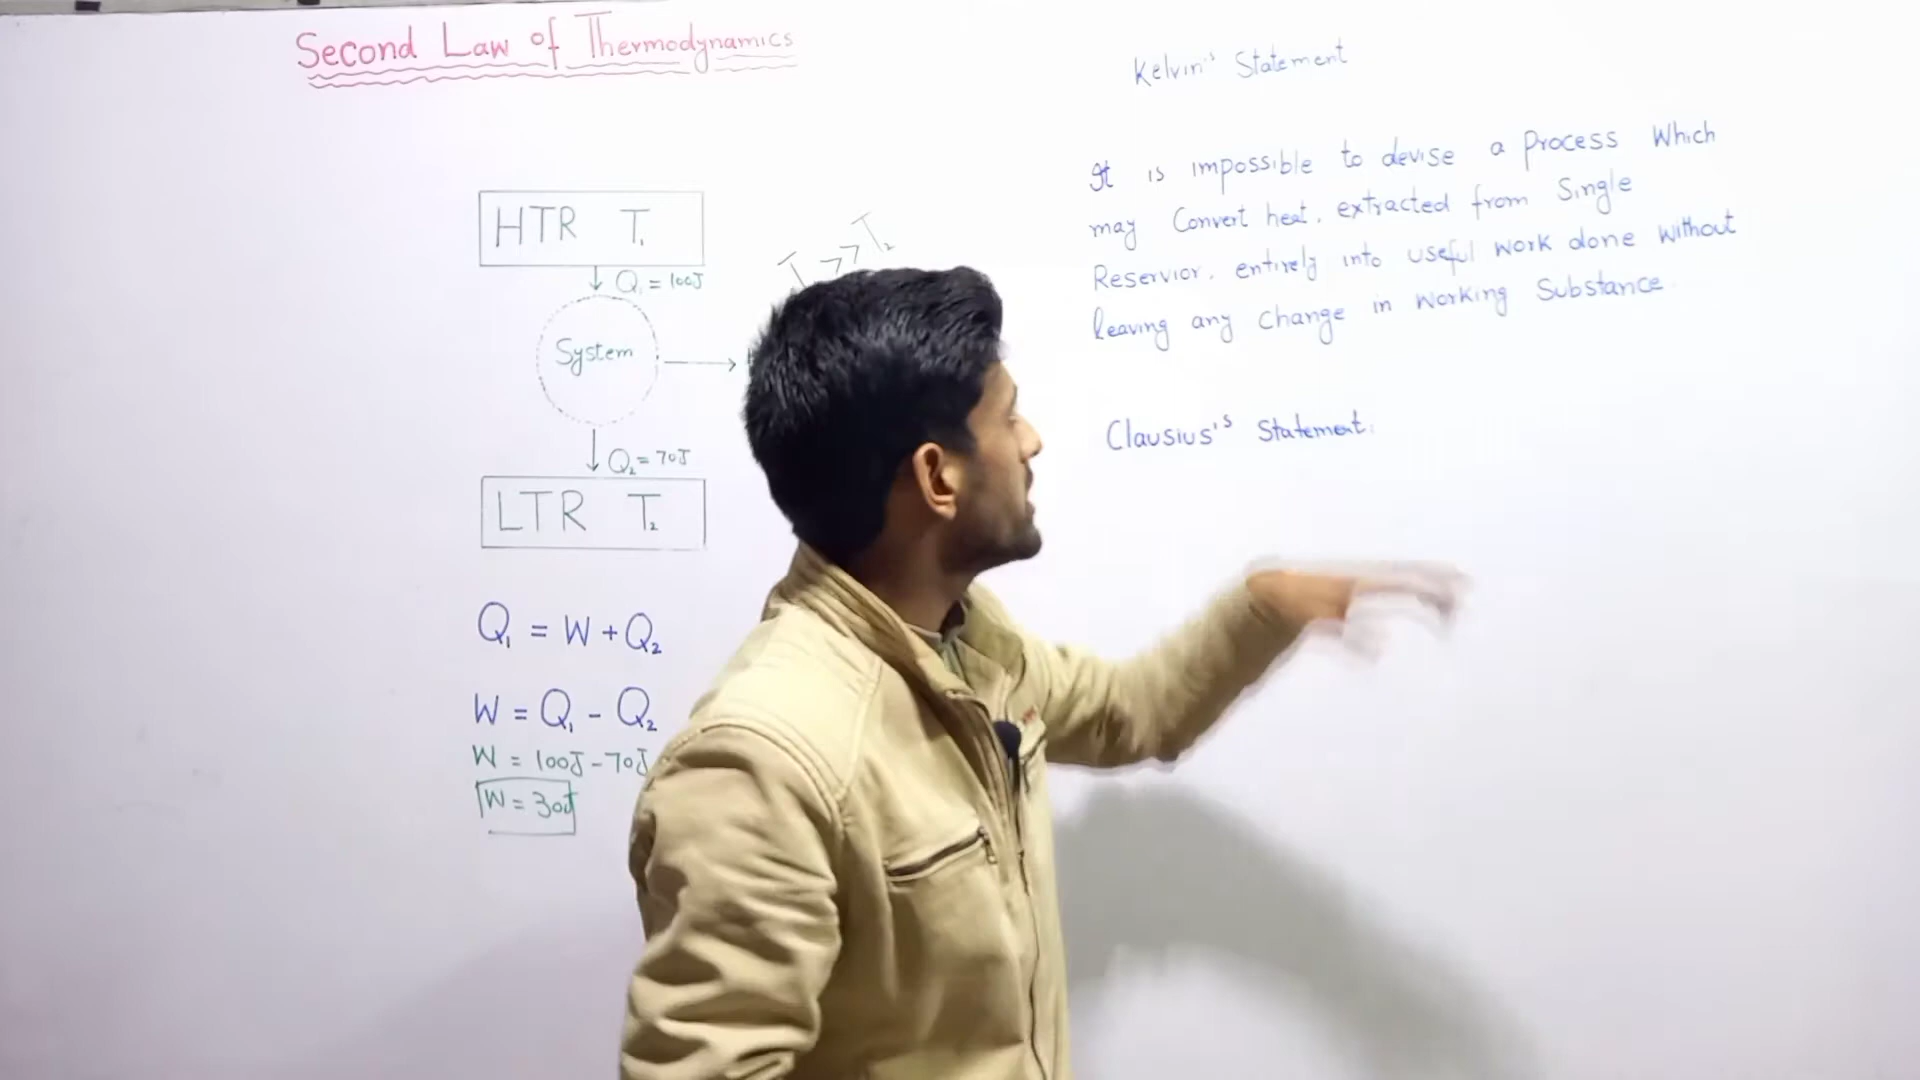 Second Law of Thermodynamics
HTR T₁
Q₁ = 100J
T₁ >> T₂
System
Q₂ = 70J
LTR T₂
Q₁ = W + Q₂
W = Q₁ - Q₂
W = 100J - 70J
W = 30J
Kelvin's Statement
It is impossible to devise a Process Which
may Convert heat, extracted from Single
Reservior, entirely into useful work done without
leaving any change in working Substance.
Clausius's Statement: